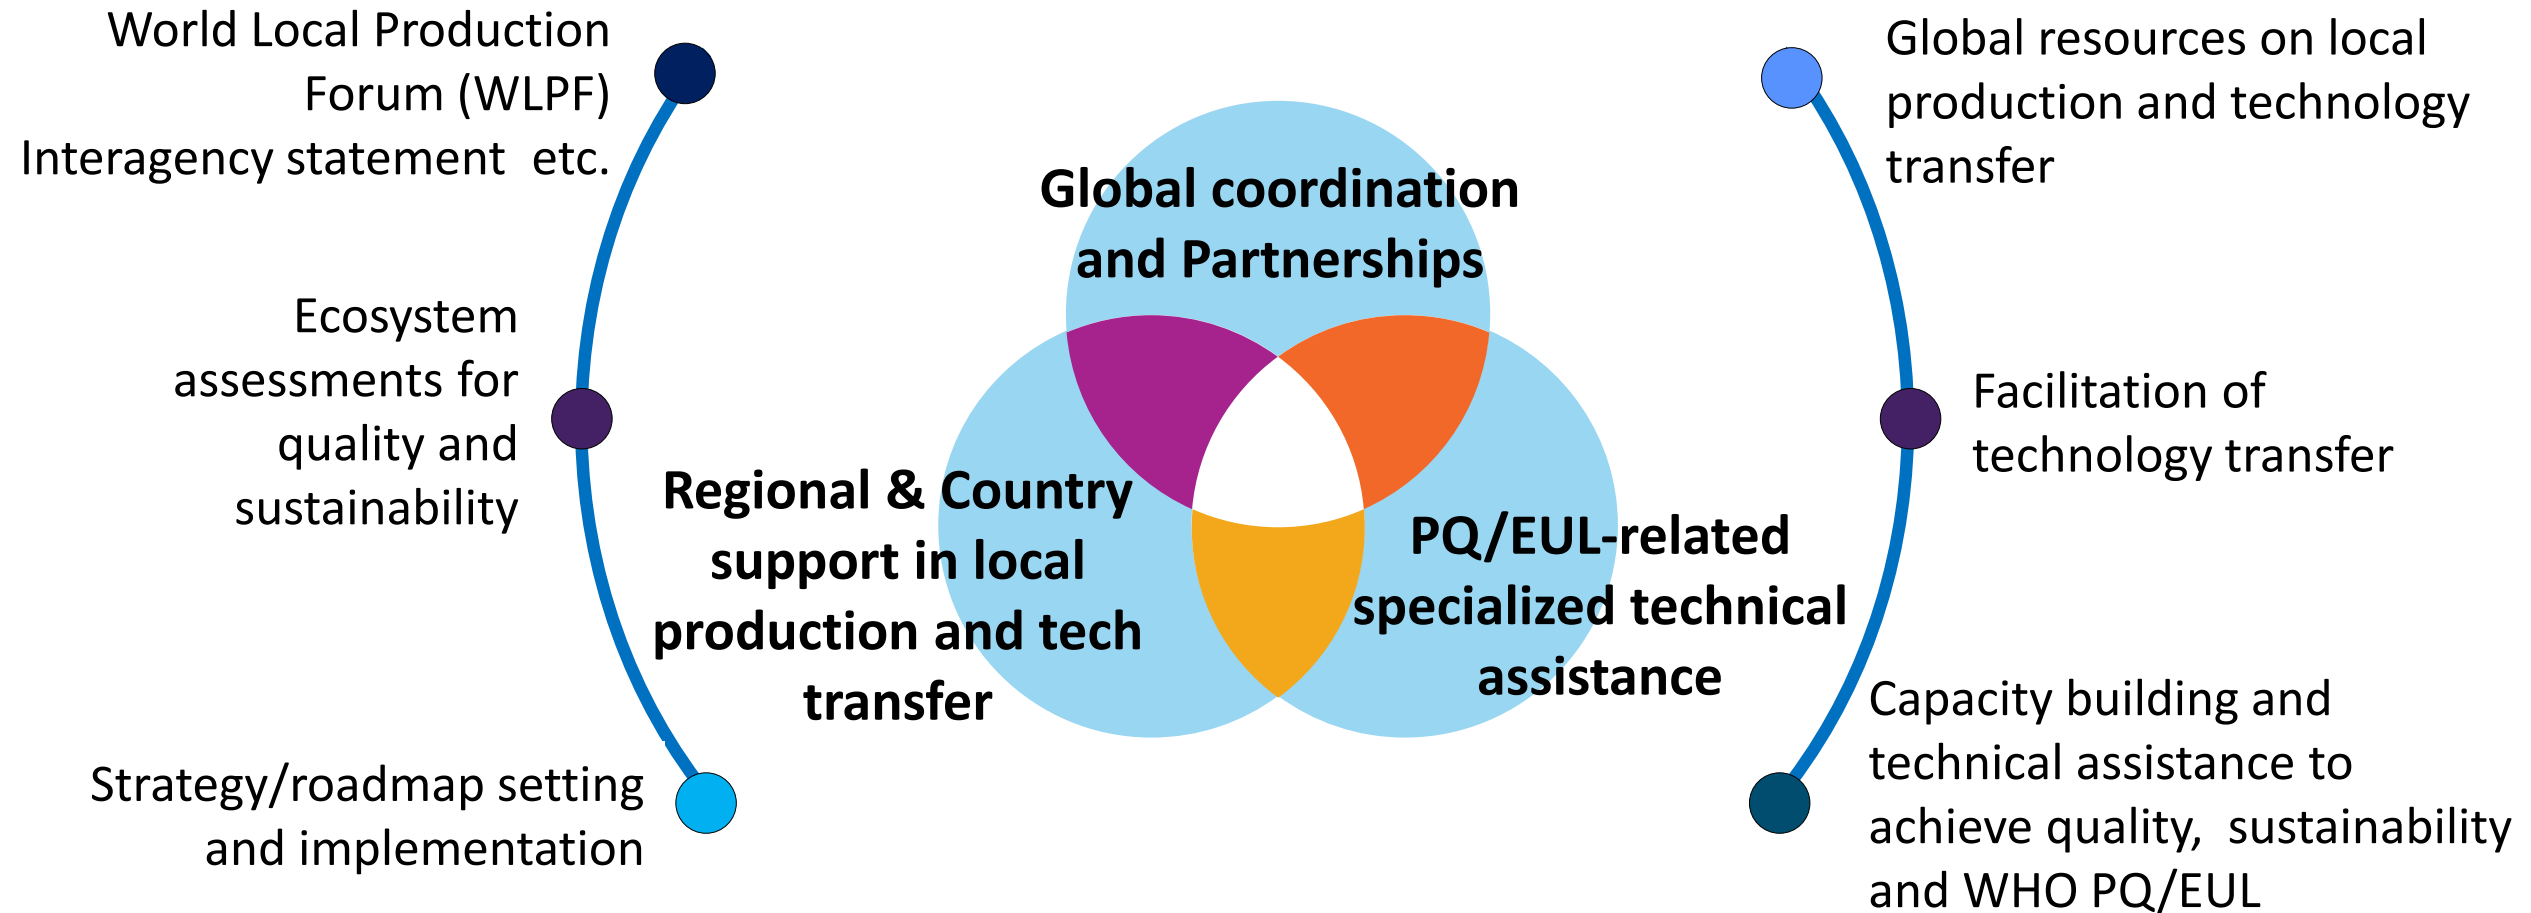 World Local Production
Forum (WLPF)
Interagency statement  etc.
Ecosystem
assessments for
quality and
sustainability
Strategy/roadmap setting
and implementation
Global coordination
and Partnerships
Regional & Country
support in local
production and tech
transfer
PQ/EUL-related
specialized technical
assistance
Global resources on local
production and technology
transfer
Facilitation of
technology transfer
Capacity building and
technical assistance to
achieve quality,  sustainability
and WHO PQ/EUL